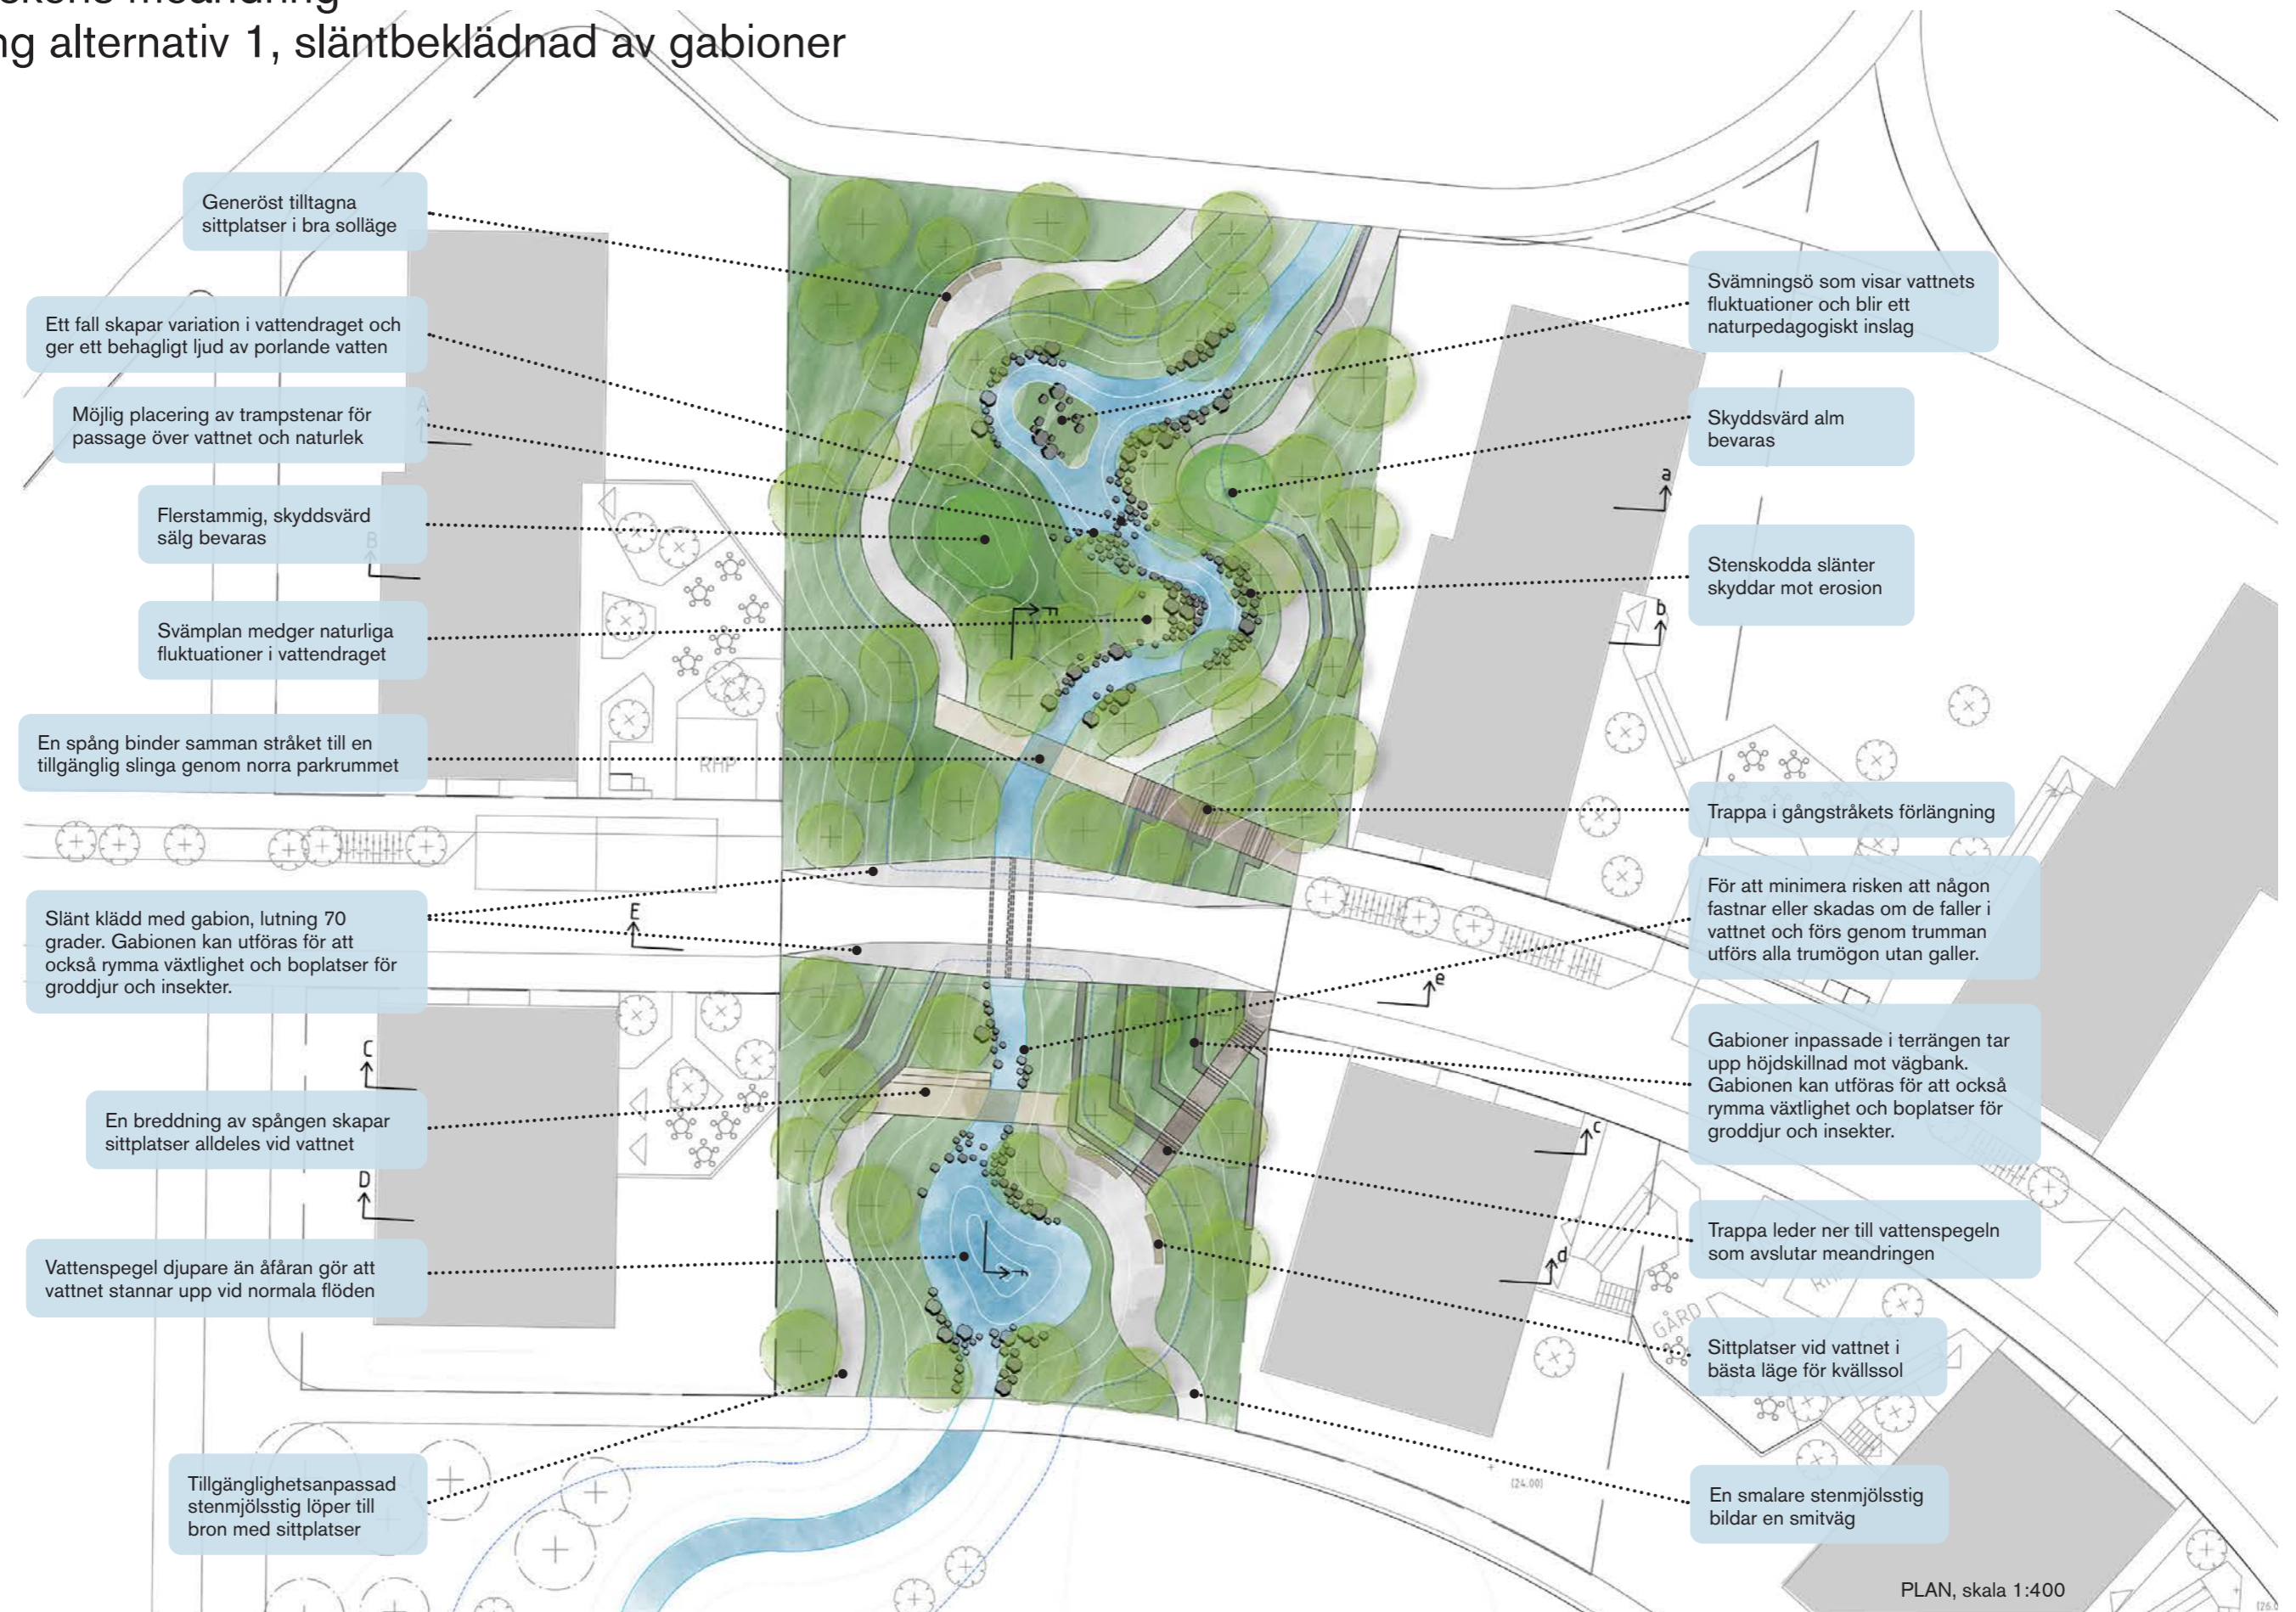 meandring
alternativ 1, släntbeklädnad av gabioner
Generöst tilltagna
sittplatser i bra solläge
Ett fall skapar variation i vattendraget och
ger ett behagligt ljud av porlande vatten
Möjlig placering av trampstenar för
passage över vattnet och naturlek
A
Flerstammig, skyddsvärd
sälg bevaras
B
Svämplan medger naturliga
fluktuationer i vattendraget
F
En spång binder samman stråket till en
tillgänglig slinga genom norra parkrummet
RHP
Slänt klädd med gabion, lutning 70
grader. Gabionen kan utföras för att
också rymma växtlighet och boplatser för
groddjur och insekter.
E
C
En breddning av spången skapar
sittplatser alldeles vid vattnet
D
Vattenspegel djupare än åfåran gör att
vattnet stannar upp vid normala flöden
f
Tillgänglighetsanpassad
stenmjölsstig löper till
bron med sittplatser
Svämningsö som visar vattnets
fluktuationer och blir ett
naturpedagogiskt inslag
Skyddsvärd alm
bevaras
a
Stenskodda slänter
skyddar mot erosion
b
Trappa i gångstråkets förlängning
För att minimera risken att någon
fastnar eller skadas om de faller i
vattnet och förs genom trumman
utförs alla trumögon utan galler.
e
Gabioner inpassade i terrängen tar
upp höjdskillnad mot vägbank.
Gabionen kan utföras för att också
rymma växtlighet och boplatser för
groddjur och insekter.
c
Trappa leder ner till vattenspegeln
som avslutar meandringen
d
GÅRD
Sittplatser vid vattnet i
bästa läge för kvällssol
(24.00)
En smalare stenmjölsstig
bildar en smitväg
PLAN, skala 1:400